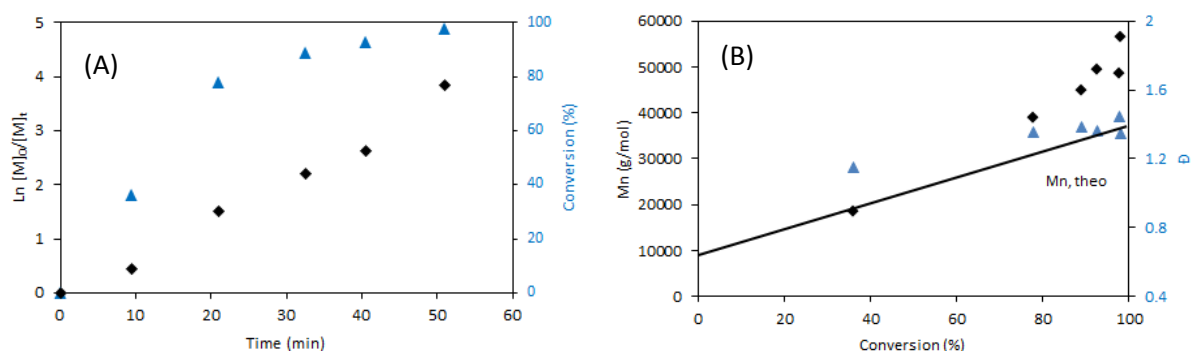 (A)
Ln [M]₀/[M]ₜ
5
4
3
2
1
0
100
80
60
40
20
0
Conversion (%)
0 10 20 30 40 50 60
Time (min)
(B)
Mn (g/mol)
60000
50000
40000
30000
20000
10000
0
2
1.6
1.2
0.8
0.4
Đ
Mn, theo
0 20 40 60 80 100
Conversion (%)